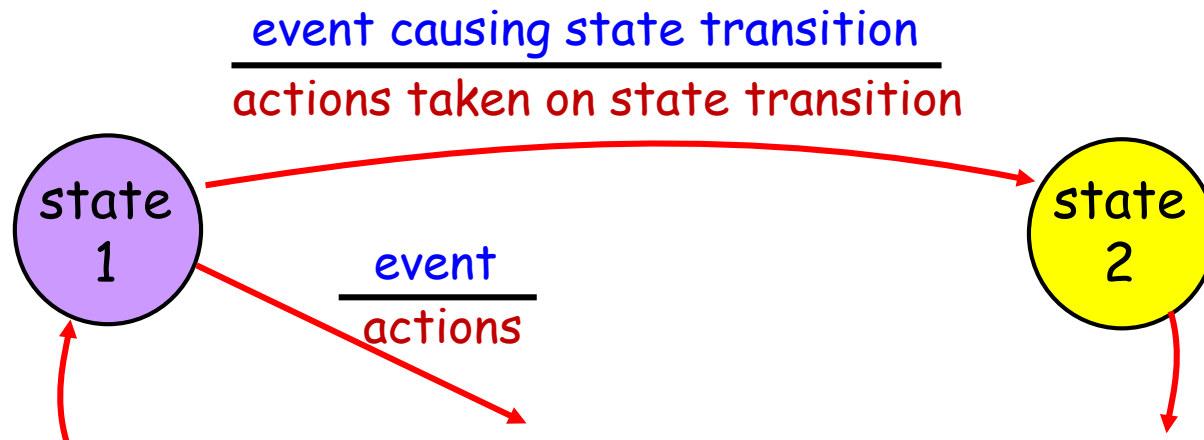 event causing state transition
actions taken on state transition
state
1
state
2
event
actions